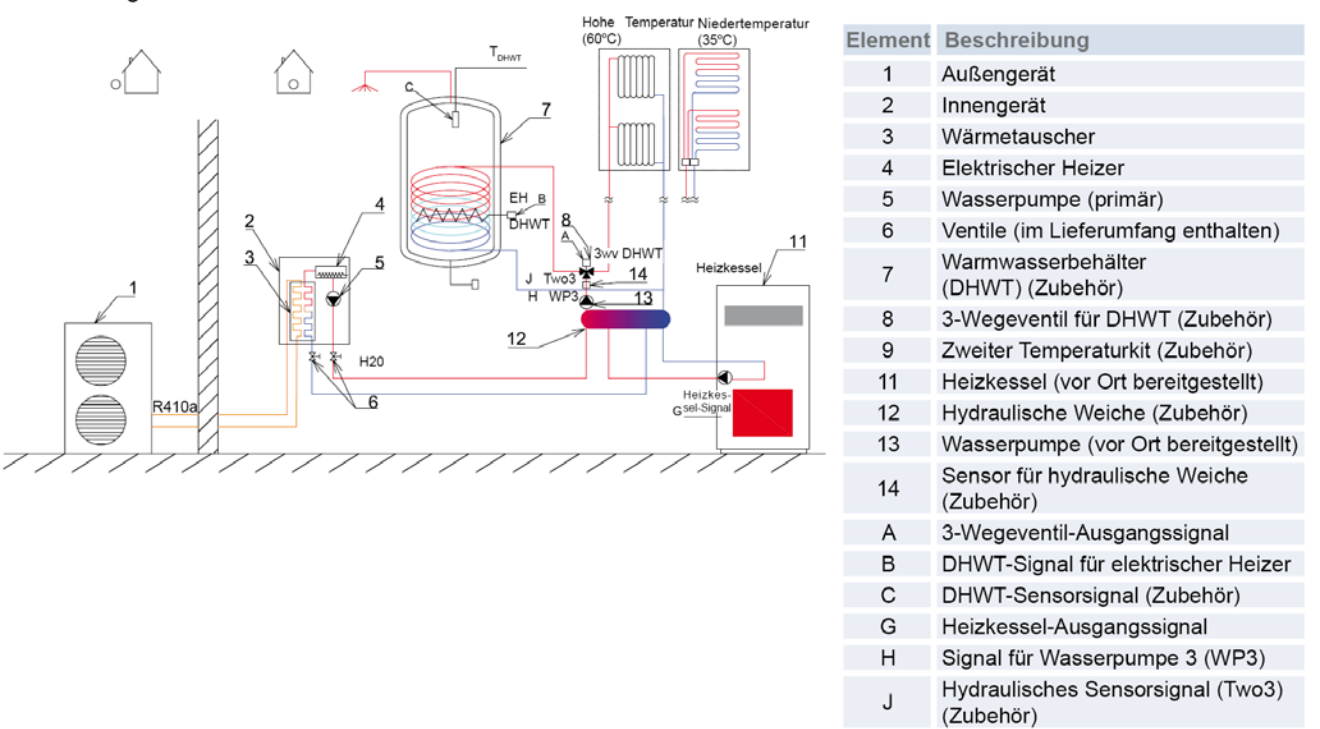 Hohe Temperatur Niedertemperatur
(60°C) (35°C)
T DHWT
C
7
EH B
DHWT
8
A
3wv DHWT
J Two3
14
H WP3
13
12
Heizkessel
11
2
3
4
5
1
H20
6
R410a
Heizkes-
sel-Signal
G
Element Beschreibung
1 Außengerät
2 Innengerät
3 Wärmetauscher
4 Elektrischer Heizer
5 Wasserpumpe (primär)
6 Ventile (im Lieferumfang enthalten)
7 Warmwasserbehälter
(DHWT) (Zubehör)
8 3-Wegeventil für DHWT (Zubehör)
9 Zweiter Temperaturkit (Zubehör)
11 Heizkessel (vor Ort bereitgestellt)
12 Hydraulische Weiche (Zubehör)
13 Wasserpumpe (vor Ort bereitgestellt)
14 Sensor für hydraulische Weiche
(Zubehör)
A 3-Wegeventil-Ausgangssignal
B DHWT-Signal für elektrischer Heizer
C DHWT-Sensorsignal (Zubehör)
G Heizkessel-Ausgangssignal
H Signal für Wasserpumpe 3 (WP3)
J Hydraulisches Sensorsignal (Two3)
(Zubehör)